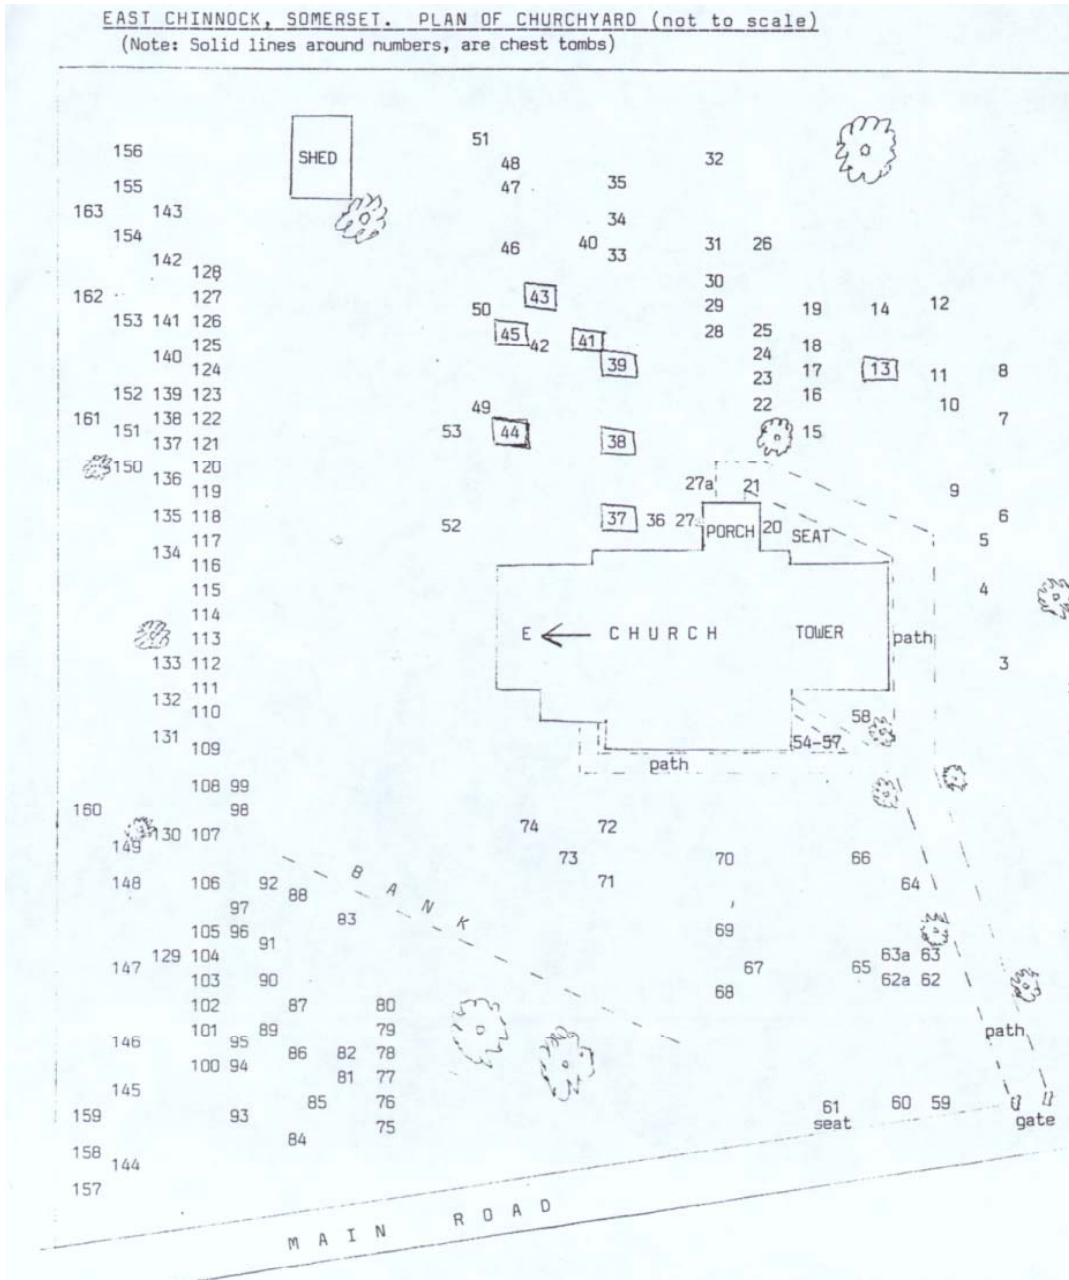 EAST CHINNOCK, SOMERSET. PLAN OF CHURCHYARD (not to scale)
(Note: Solid lines around numbers, are chest tombs)
51
156 SHED 48 32
155 47 35
163 143 34
154 46 40 33 31 26
142 128 30
162 127 43 29 19 14 12
153 141 126 50 45 42 41 28 25 18
140 125 39 24 17 13 11 8
124 23 16
152 139 123 49 22 10 7
161 138 122 53 44 38 15
151 137 121
150 120 27a 21 9
136 119
135 118 52 37 36 27 PORCH 20 SEAT 6
134 117 5
116
115 4
114
113 E CHURCH TOWER path
133 112 3
132 111
110 58
131 109 54-57
path
108 99
160 98 74 72
149 130 107 73 70 66
148 106 92 88 BANK 71 64
97 83
105 96 69
91 63a 63
147 129 104 67 65 62a 62
103 90 68
102 87 80
101 89 79 path
146 95 86 82 78
100 94 81 77
145 85 76 61 60 59
159 93 75 seat gate
158 84
144
157
MAIN ROAD